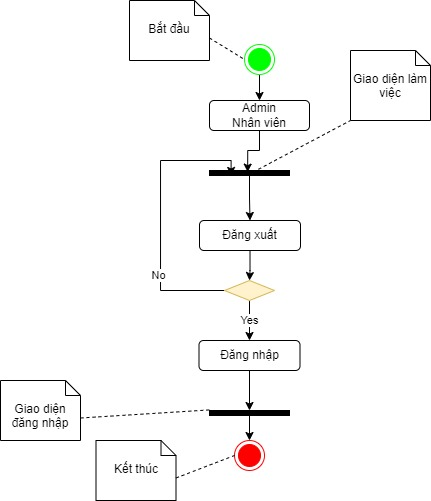 Bắt đầu
Giao diện làm
việc
Admin
Nhân viên
Đăng xuất
No
Yes
Đăng nhập
Giao diện
đăng nhập
Kết thúc